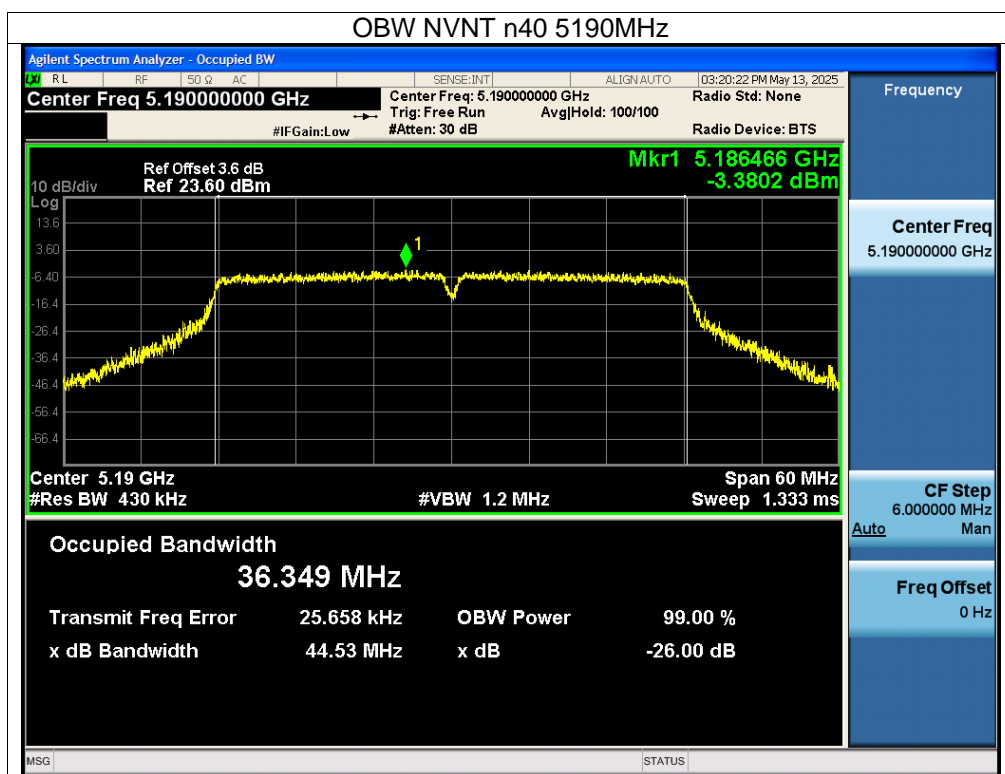 OBW NVNT n40 5190MHz
Agilent Spectrum Analyzer - Occupied BW
LXI RL RF 50 Ω AC SENSE:INT ALIGN AUTO 03:20:22 PM May 13, 2025
Center Freq 5.190000000 GHz
Center Freq: 5.190000000 GHz Radio Std: None
Trig: Free Run Avg|Hold: 100/100
#IFGain:Low #Atten: 30 dB Radio Device: BTS
Frequency
Mkr1 5.186466 GHz
-3.3802 dBm
Ref Offset 3.6 dB
10 dB/div Ref 23.60 dBm
Log
13.6
3.60
-6.40
-16.4
-26.4
-36.4
-46.4
-56.4
-66.4
1
Center 5.19 GHz Span 60 MHz
#Res BW 430 kHz #VBW 1.2 MHz Sweep 1.333 ms
Center Freq
5.190000000 GHz
CF Step
6.000000 MHz
Auto Man
Freq Offset
0 Hz
Occupied Bandwidth
36.349 MHz
Transmit Freq Error 25.658 kHz OBW Power 99.00 %
x dB Bandwidth 44.53 MHz x dB -26.00 dB
MSG STATUS